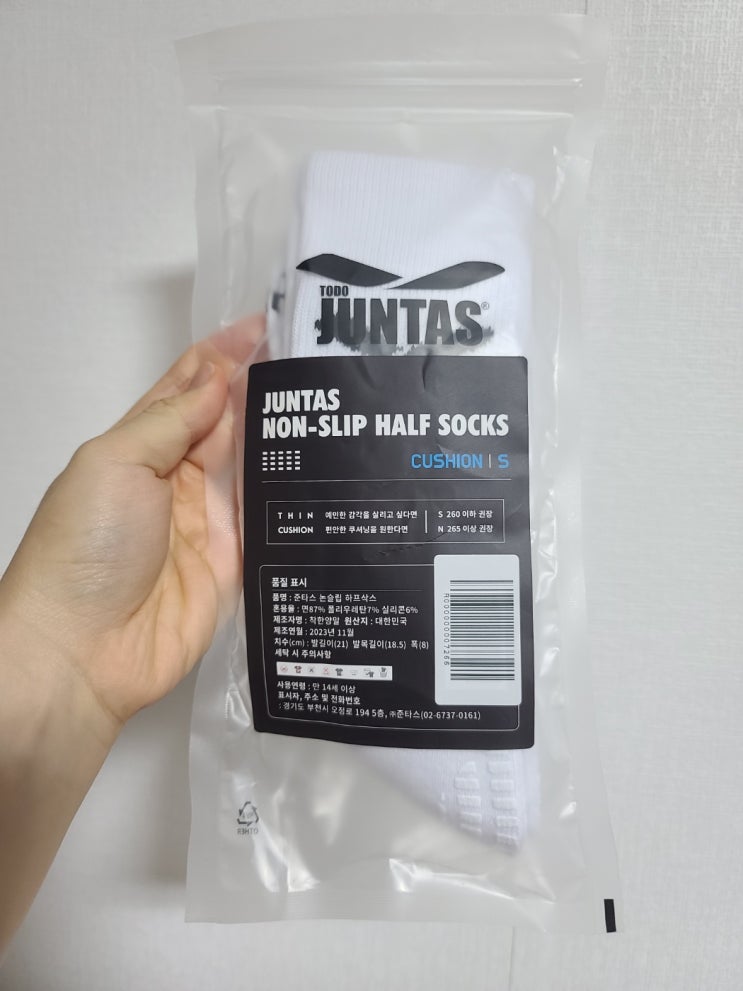 TODO
JUNTAS®
JUNTAS
NON-SLIP HALF SOCKS
CUSHION | S
THIN 예민한 감각을 살리고 싶다면 S 260 이하 권장
CUSHION 편안한 쿠셔닝을 원한다면 N 265 이상 권장
품질 표시
품명 : 준타스 논슬립 하프삭스
혼용율 : 면87% 폴리우레탄7% 실리콘6%
제조자명 : 착한양말 원산지 : 대한민국
제조연월 : 2023년 11월
치수(cm) : 발길이(21) 발목길이(18.5) 폭(8)
세탁 시 주의사항
사용연령 : 만 14세 이상
표시자, 주소 및 전화번호
: 경기도 부천시 오정로 194 5층, ㈜준타스(02-6737-0161)
A0000000007266
OTHER